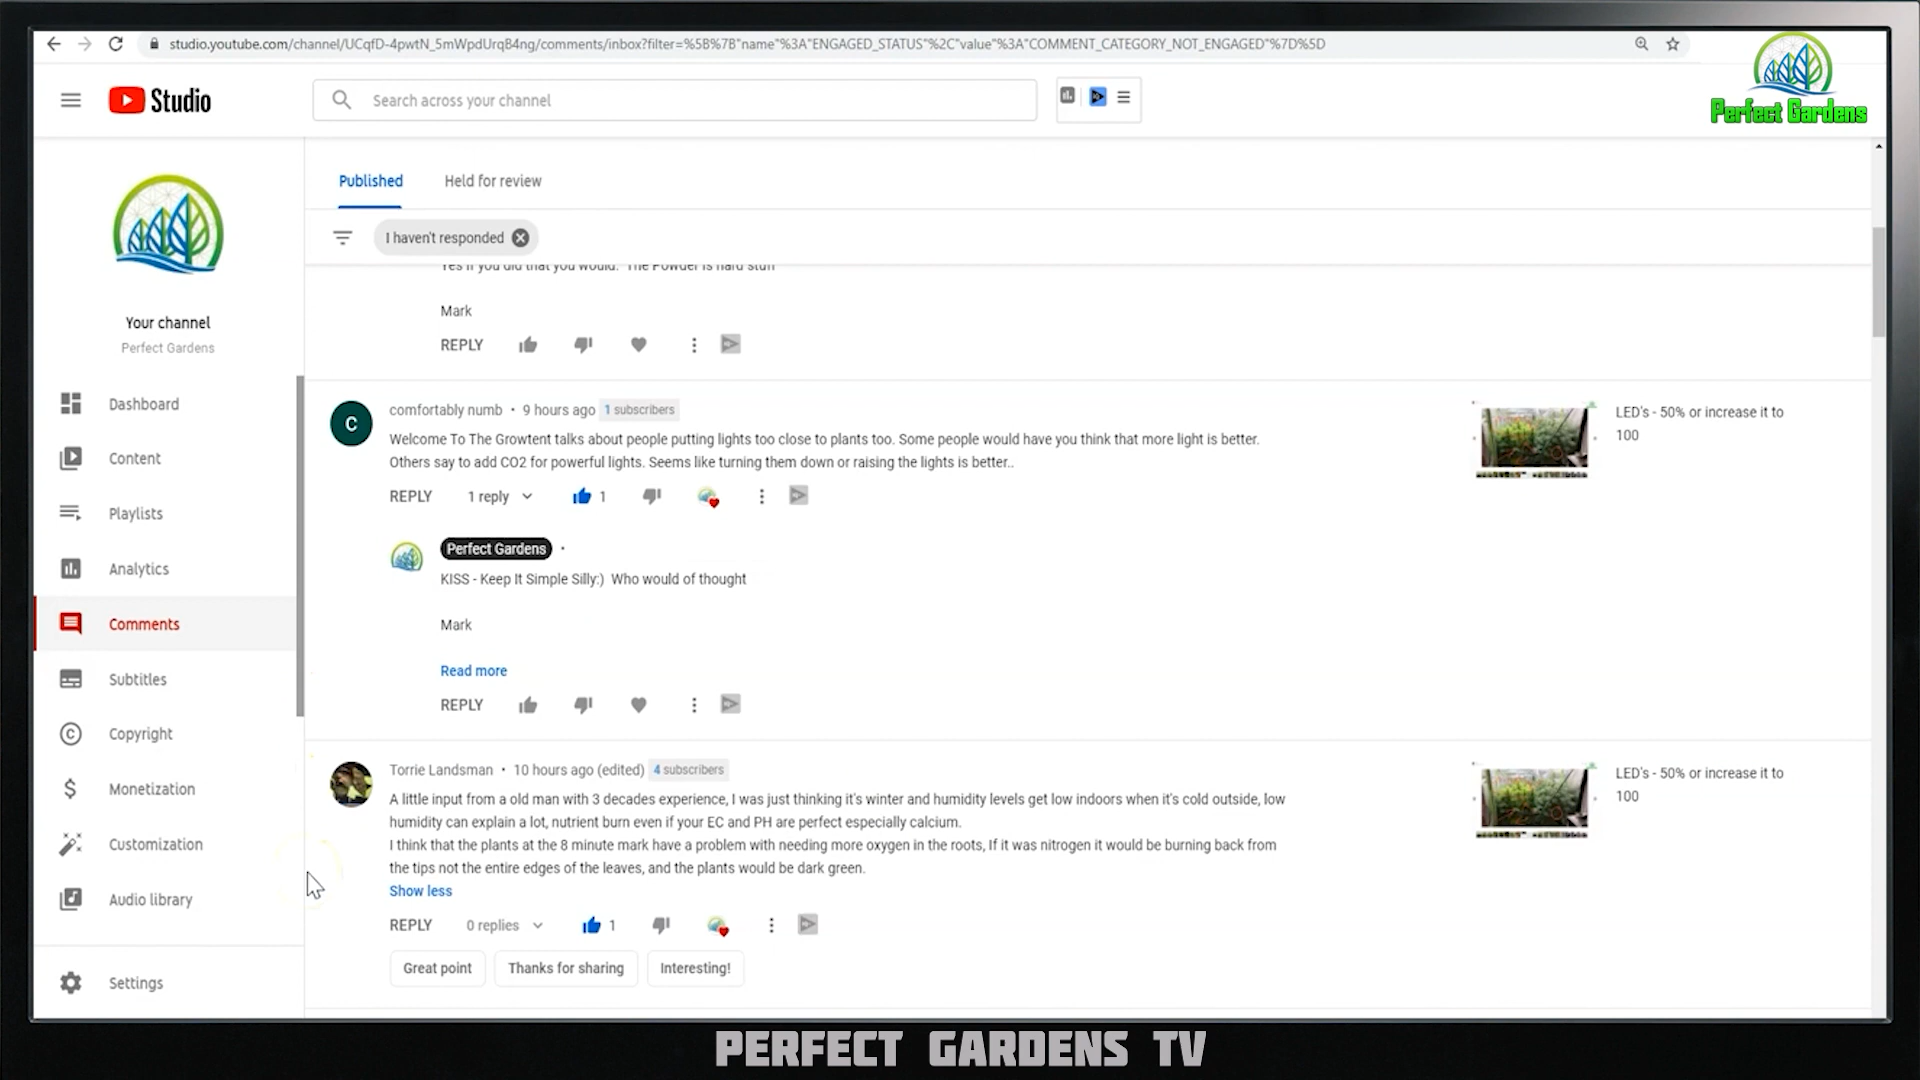 studio.youtube.com/channel/UCqfD-4pwtN_5mWpdUrqB4ng/comments/inbox?filter=%5B%7B"name"%3A"ENGAGED_STATUS"%2C"value"%3A"COMMENT_CATEGORY_NOT_ENGAGED"%7D%5D
Studio
Search across your channel
Perfect Gardens
Published
Held for review
I haven't responded
Your channel
Perfect Gardens
Dashboard
Content
Playlists
Analytics
Comments
Subtitles
Copyright
Monetization
Customization
Audio library
Settings
Yes if you did that you would. The Powder is hard stuff
Mark
REPLY
C
comfortably numb • 9 hours ago 1 subscribers
Welcome To The Growtent talks about people putting lights too close to plants too. Some people would have you think that more light is better.
Others say to add CO2 for powerful lights. Seems like turning them down or raising the lights is better..
REPLY 1 reply 1
LED's - 50% or increase it to
100
Perfect Gardens •
KISS - Keep It Simple Silly:) Who would of thought
Mark
Read more
REPLY
Torrie Landsman • 10 hours ago (edited) 4 subscribers
A little input from a old man with 3 decades experience, I was just thinking it's winter and humidity levels get low indoors when it's cold outside, low
humidity can explain a lot, nutrient burn even if your EC and PH are perfect especially calcium.
I think that the plants at the 8 minute mark have a problem with needing more oxygen in the roots, If it was nitrogen it would be burning back from
the tips not the entire edges of the leaves, and the plants would be dark green.
Show less
REPLY 0 replies 1
Great point Thanks for sharing Interesting!
LED's - 50% or increase it to
100
PERFECT GARDENS TV